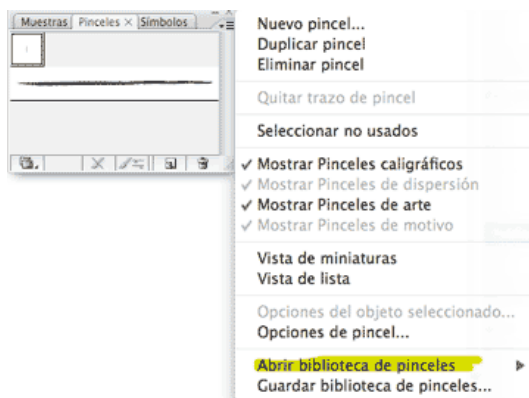 Muestras Pinceles × Símbolos
Nuevo pincel...
Duplicar pincel
Eliminar pincel
Quitar trazo de pincel
Seleccionar no usados
✓ Mostrar Pinceles caligráficos
✓ Mostrar Pinceles de dispersión
✓ Mostrar Pinceles de arte
✓ Mostrar Pinceles de motivo
Vista de miniaturas
Vista de lista
Opciones del objeto seleccionado...
Opciones de pincel...
Abrir biblioteca de pinceles
Guardar biblioteca de pinceles...